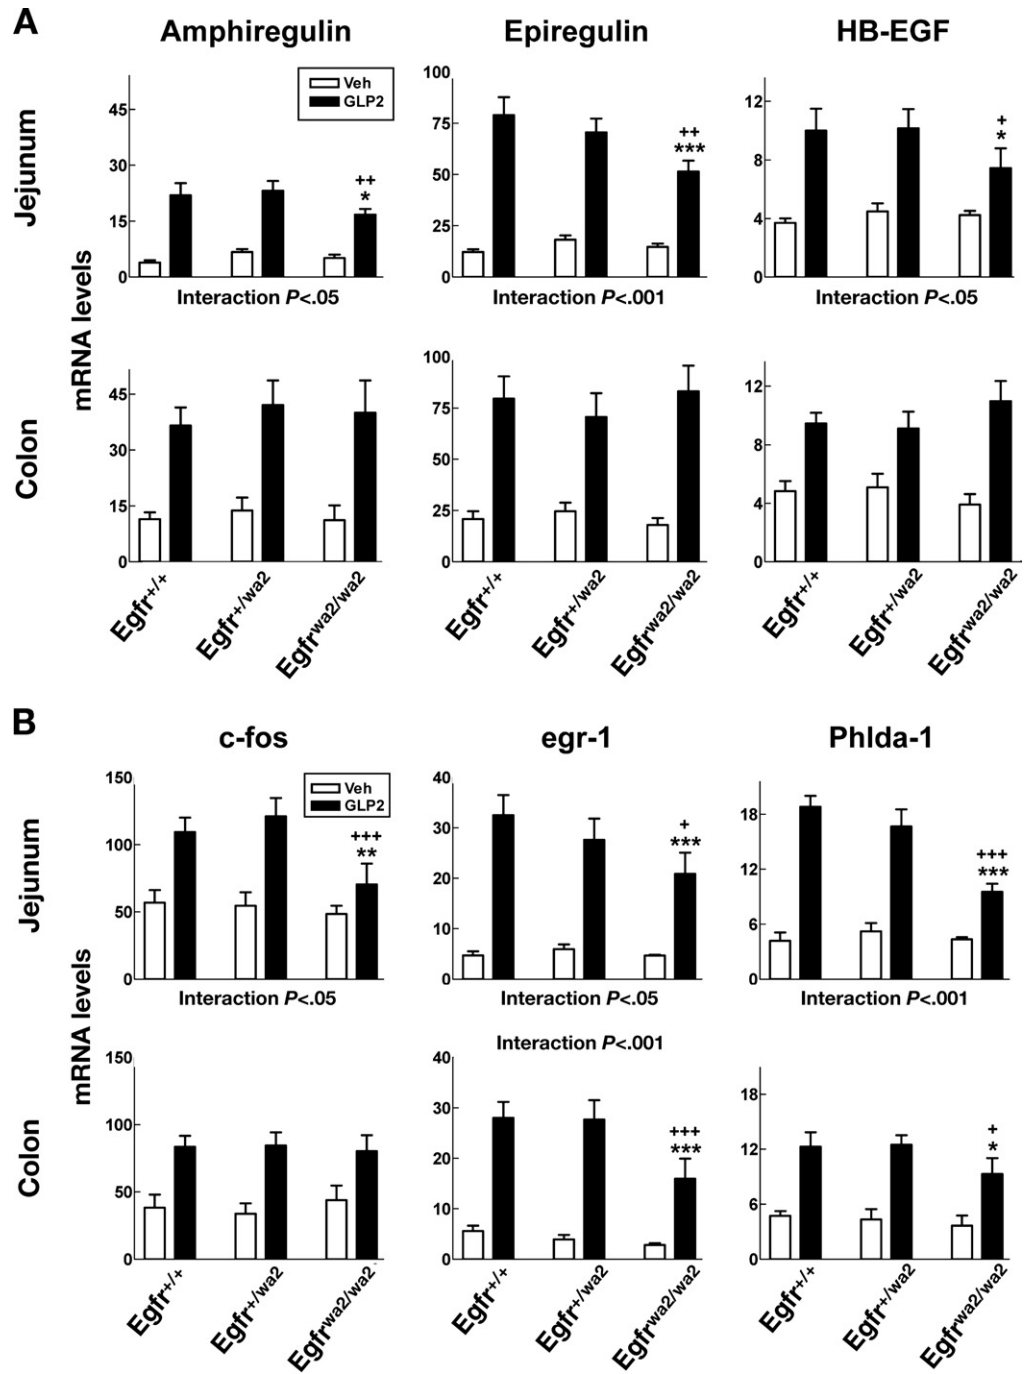 A
Amphiregulin Epiregulin HB-EGF
Veh
GLP2
Jejunum
mRNA levels
45
30
15
0
++
*
Interaction P<.05
100
75
50
25
0
++
***
Interaction P<.001
12
8
4
0
+
*
Interaction P<.05
Colon
45
30
15
0
100
75
50
25
0
12
8
4
0
Egfr+/+ Egfr+/wa2 Egfrwa2/wa2
Egfr+/+ Egfr+/wa2 Egfrwa2/wa2
Egfr+/+ Egfr+/wa2 Egfrwa2/wa2
B
c-fos egr-1 Phlda-1
Veh
GLP2
Jejunum
mRNA levels
150
100
50
0
+++
**
Interaction P<.05
40
30
20
10
0
+
***
Interaction P<.05
18
12
6
0
+++
***
Interaction P<.001
Colon
150
100
50
0
Interaction P<.001
40
30
20
10
0
+++
***
18
12
6
0
+
*
Egfr+/+ Egfr+/wa2 Egfrwa2/wa2
Egfr+/+ Egfr+/wa2 Egfrwa2/wa2
Egfr+/+ Egfr+/wa2 Egfrwa2/wa2